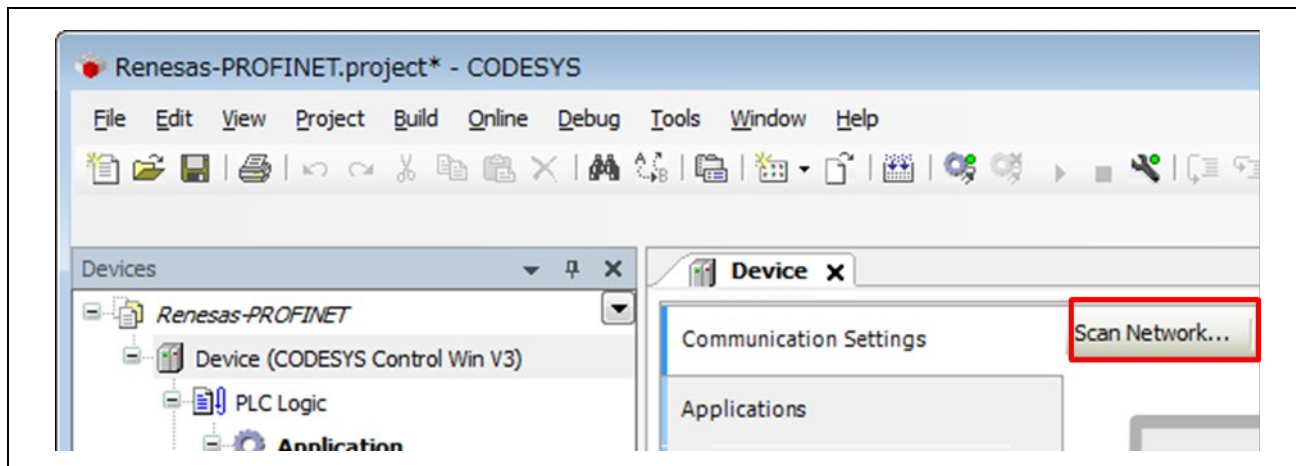 Renesas-PROFINET.project* - CODESYS
File Edit View Project Build Online Debug Tools Window Help
Devices
Device
Renesas-PROFINET
Device (CODESYS Control Win V3)
PLC Logic
Application
Communication Settings
Scan Network...
Applications